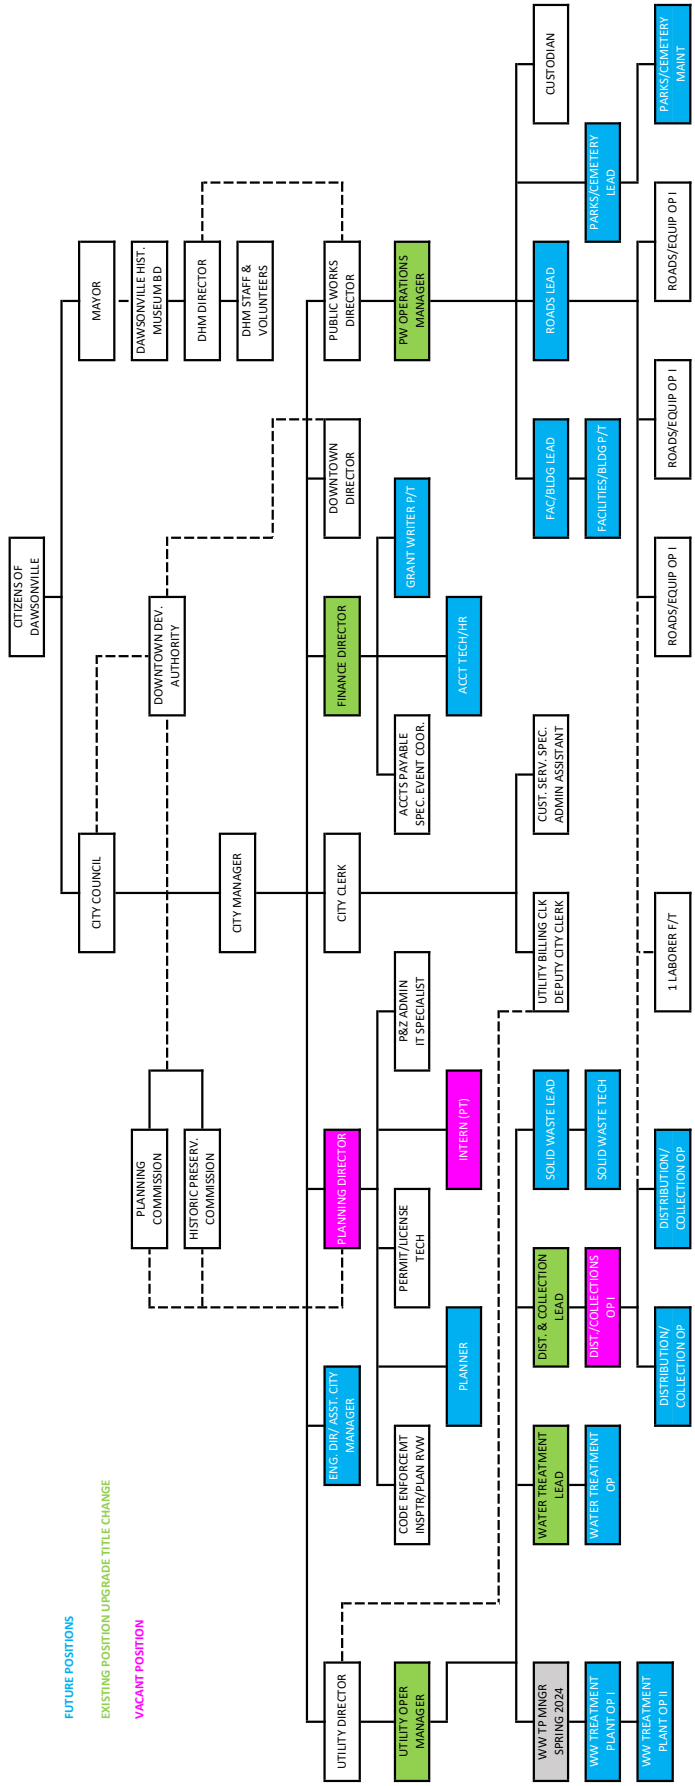 FUTURE POSITIONS
EXISTING POSITION UPGRADE TITLE CHANGE
VACANT POSITION
CITIZENS OF
DAWSONVILLE
CITY COUNCIL
MAYOR
PLANNING
COMMISSION
HISTORIC PRESERV.
COMMISSION
DOWNTOWN DEV.
AUTHORITY
DAWSONVILLE HIST.
MUSEUM BD
DHM DIRECTOR
DHM STAFF &
VOLUNTEERS
CITY MANAGER
UTILITY DIRECTOR
ENG. DIR/ ASST. CITY
MANAGER
PLANNING DIRECTOR
CITY CLERK
FINANCE DIRECTOR
DOWNTOWN
DIRECTOR
PUBLIC WORKS
DIRECTOR
UTILITY OPER
MANAGER
CODE ENFORCEMT
INSPTR/PLAN RVW
PERMIT/LICENSE
TECH
P&Z ADMIN
IT SPECIALIST
ACCTS PAYABLE
SPEC. EVENT COOR.
GRANT WRITER P/T
PW OPERATIONS
MANAGER
PLANNER
INTERN (PT)
ACCT TECH/HR
WW TP MNGR
SPRING 2024
WATER TREATMENT
LEAD
DIST. & COLLECTION
LEAD
SOLID WASTE LEAD
UTILITY BILLING CLK
DEPUTY CITY CLERK
CUST. SERV. SPEC.
ADMIN ASSISTANT
FAC/BLDG LEAD
ROADS LEAD
CUSTODIAN
WW TREATMENT
PLANT OP I
WATER TREATMENT
OP
DIST./COLLECTIONS
OP I
SOLID WASTE TECH
FACILITIES/BLDG P/T
PARKS/CEMETERY
LEAD
WW TREATMENT
PLANT OP II
DISTRIBUTION/
COLLECTION OP
DISTRIBUTION/
COLLECTION OP
1 LABORER F/T
ROADS/EQUIP OP I
ROADS/EQUIP OP I
ROADS/EQUIP OP I
PARKS/CEMETERY
MAINT